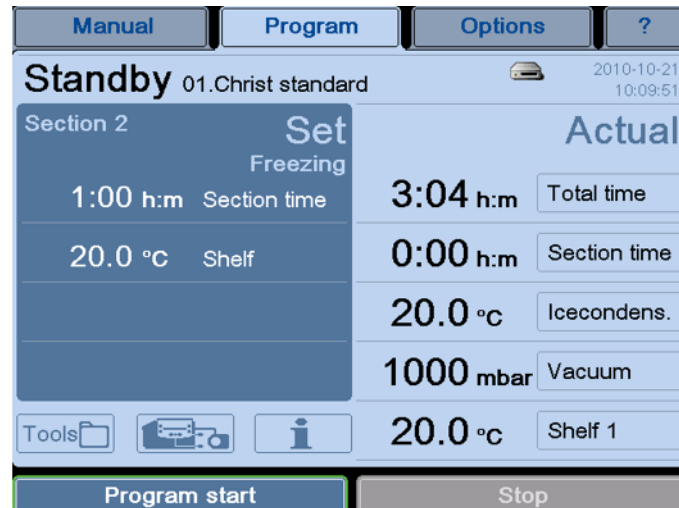 Manual Program Options ?
Standby 01.Christ standard
2010-10-21
10:09:51
Section 2 Set
Freezing
1:00 h:m Section time
20.0 °C Shelf
Actual
3:04 h:m Total time
0:00 h:m Section time
20.0 °C Icecondens.
1000 mbar Vacuum
20.0 °C Shelf 1
Tools i
Program start Stop